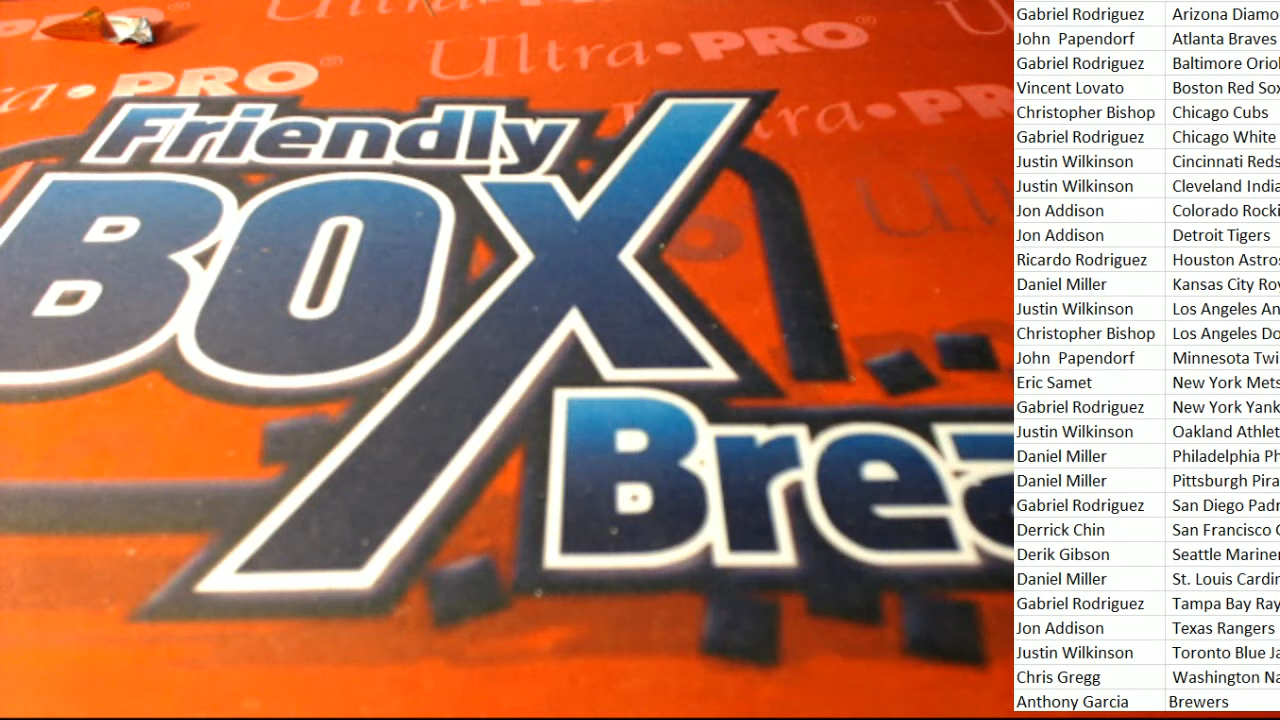 PRO
Ultra•PRO®
a•PRO®
Ultra•PRO
Ul
Friendly
BOX
Brea
Gabriel Rodriguez Arizona Diamo
John Papendorf Atlanta Braves
Gabriel Rodriguez Baltimore Oriol
Vincent Lovato Boston Red Sox
Christopher Bishop Chicago Cubs
Gabriel Rodriguez Chicago White
Justin Wilkinson Cincinnati Reds
Justin Wilkinson Cleveland India
Jon Addison Colorado Rocki
Jon Addison Detroit Tigers
Ricardo Rodriguez Houston Astros
Daniel Miller Kansas City Roy
Justin Wilkinson Los Angeles An
Christopher Bishop Los Angeles Do
John Papendorf Minnesota Twi
Eric Samet New York Mets
Gabriel Rodriguez New York Yank
Justin Wilkinson Oakland Athlet
Daniel Miller Philadelphia Ph
Daniel Miller Pittsburgh Pira
Gabriel Rodriguez San Diego Padr
Derrick Chin San Francisco G
Derik Gibson Seattle Mariner
Daniel Miller St. Louis Cardin
Gabriel Rodriguez Tampa Bay Ray
Jon Addison Texas Rangers
Justin Wilkinson Toronto Blue Ja
Chris Gregg Washington Na
Anthony Garcia Brewers